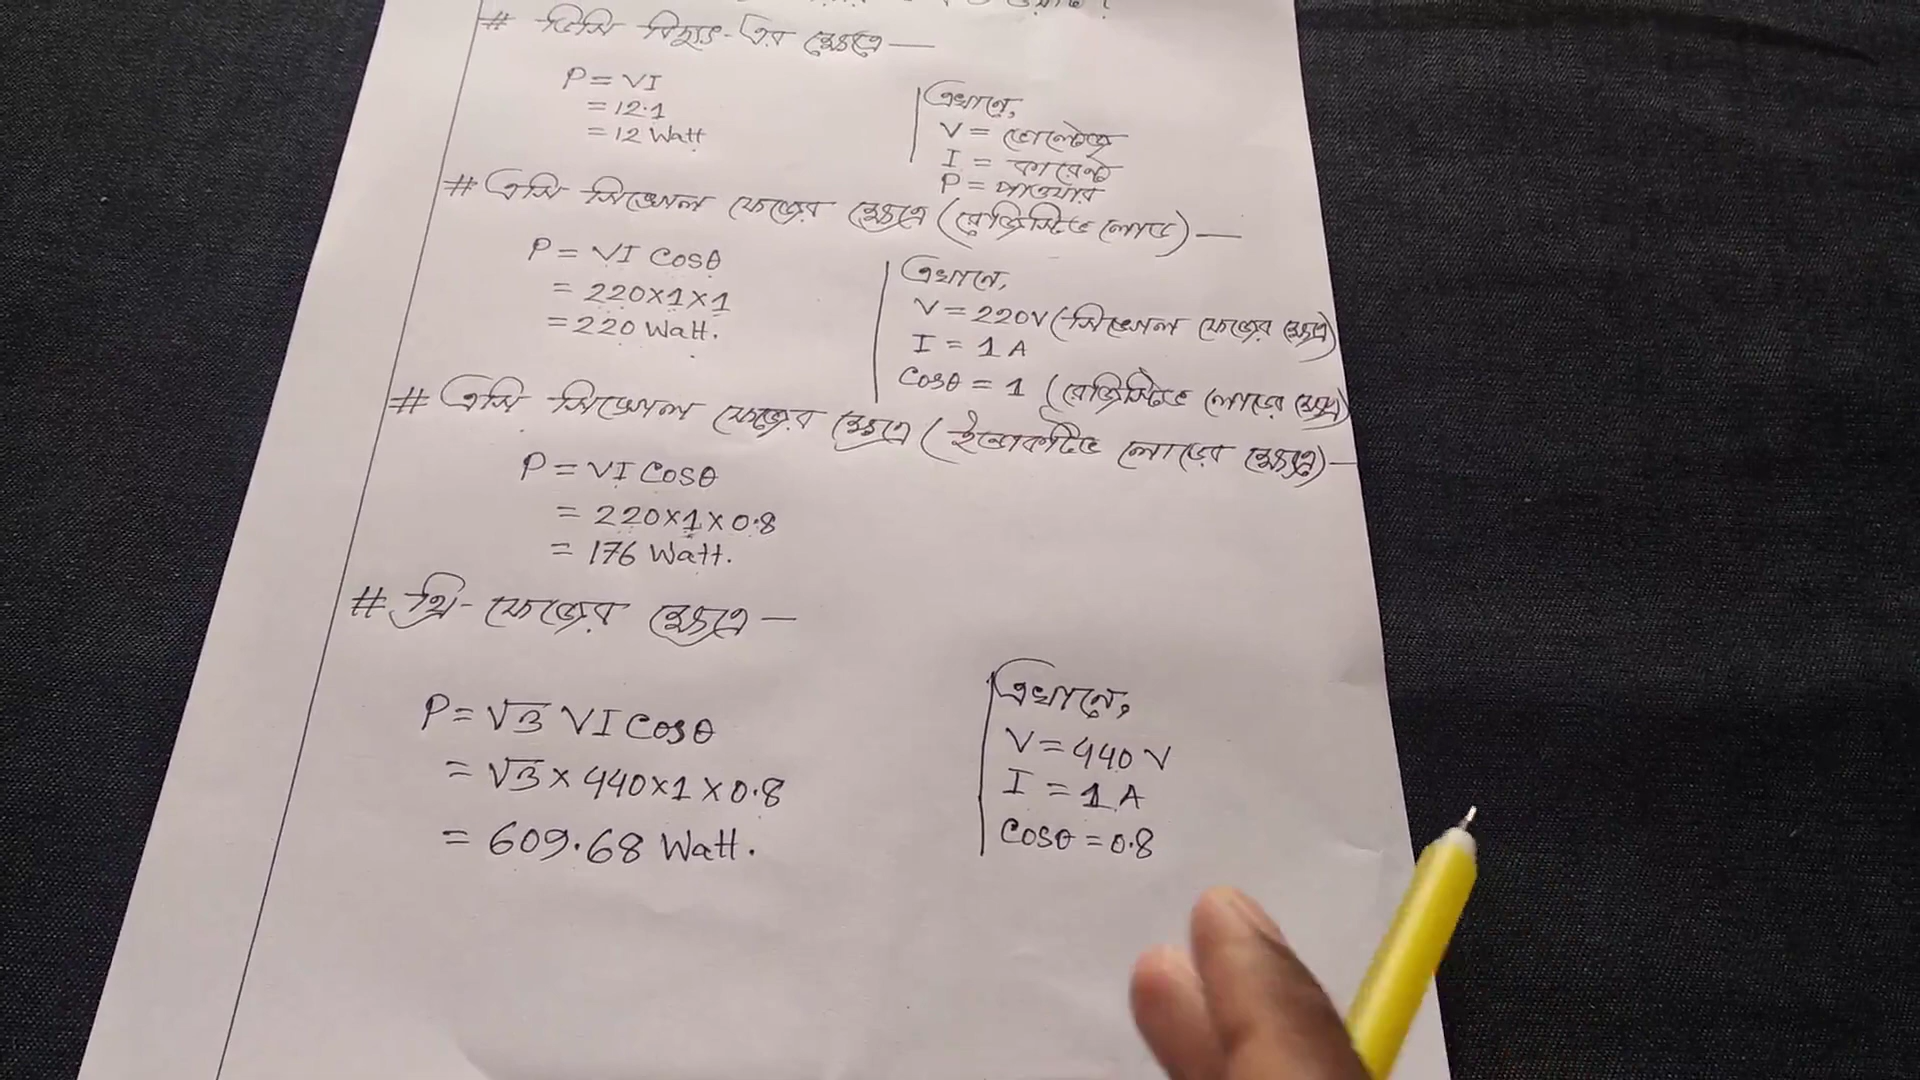 # ডিসি বিদ্যুৎ-এর ক্ষেত্রে —
P = VI
= 12.1
= 12 Watt
এখানে,
V = ভোল্টেজ
I = কারেন্ট
P = পাওয়ার
# এসি সিঙ্গেল ফেজের ক্ষেত্রে (রেজিস্টিভ লোড) —
P = VI Cosθ
= 220×1×1
= 220 Watt.
এখানে,
V = 220V (সিঙ্গেল ফেজের ক্ষেত্রে)
I = 1 A
Cosθ = 1 (রেজিস্টিভ লোডের ক্ষেত্রে)
# এসি সিঙ্গেল ফেজের ক্ষেত্রে (ইন্ডাকটিভ লোডের ক্ষেত্রে) —
P = VI Cosθ
= 220×1×0.8
= 176 Watt.
# থ্রি-ফেজের ক্ষেত্রে —
P = √3 VI Cosθ
= √3 × 440×1×0.8
= 609.68 Watt.
এখানে,
V = 440 V
I = 1 A
Cosθ = 0.8